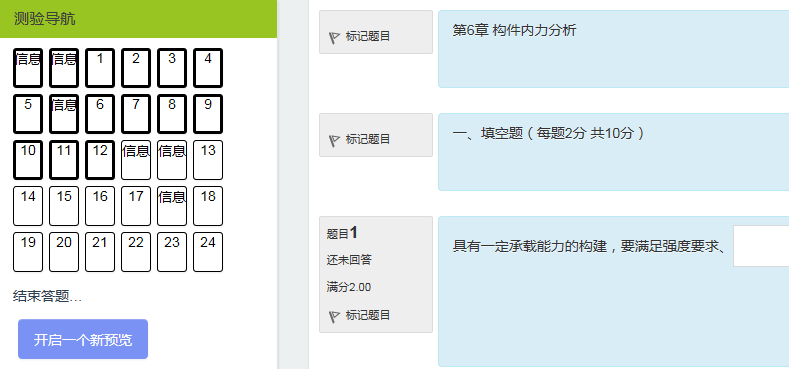 测验导航
信息 信息 1 2 3 4
5 信息 6 7 8 9
10 11 12 信息 信息 13
14 15 16 17 信息 18
19 20 21 22 23 24
结束答题...
开启一个新预览
标记题目
第6章 构件内力分析
标记题目
一、填空题（每题2分 共10分）
题目1
还未回答
满分2.00
标记题目
具有一定承载能力的构建，要满足强度要求、